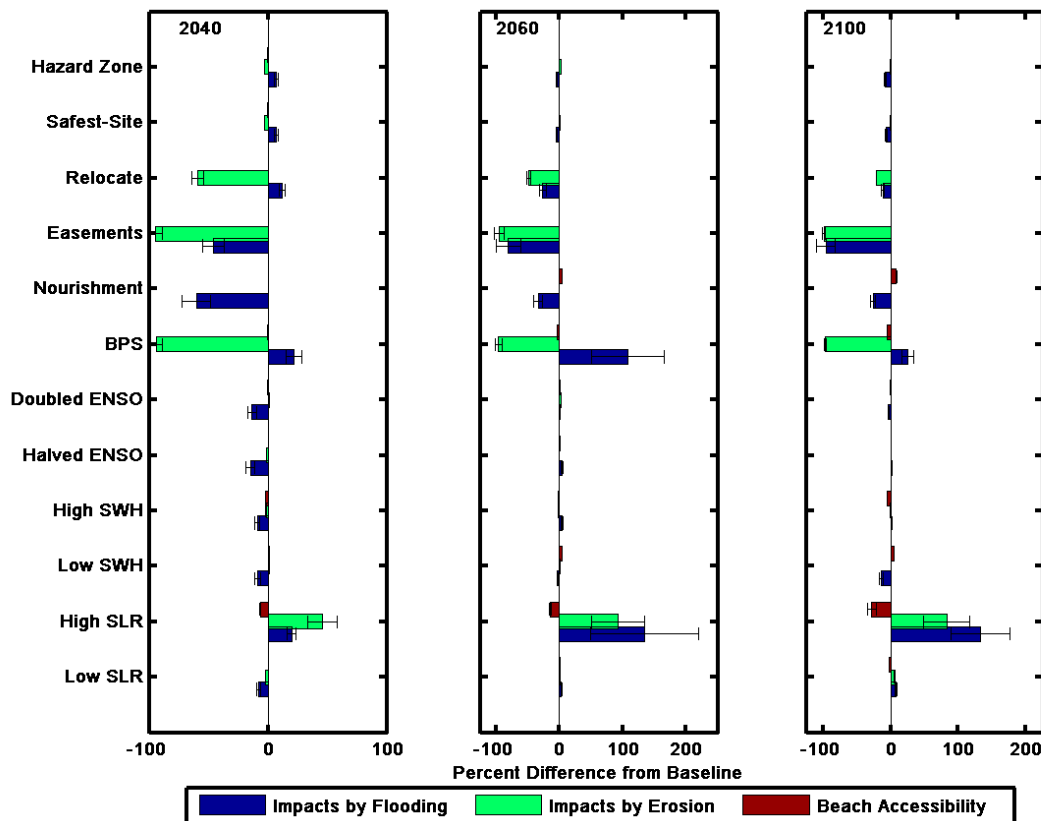 2040
2060
2100
Hazard Zone
Safest-Site
Relocate
Easements
Nourishment
BPS
Doubled ENSO
Halved ENSO
High SWH
Low SWH
High SLR
Low SLR
-100 0 100
-100 0 100 200
-100 0 100 200
Percent Difference from Baseline
Impacts by Flooding Impacts by Erosion Beach Accessibility